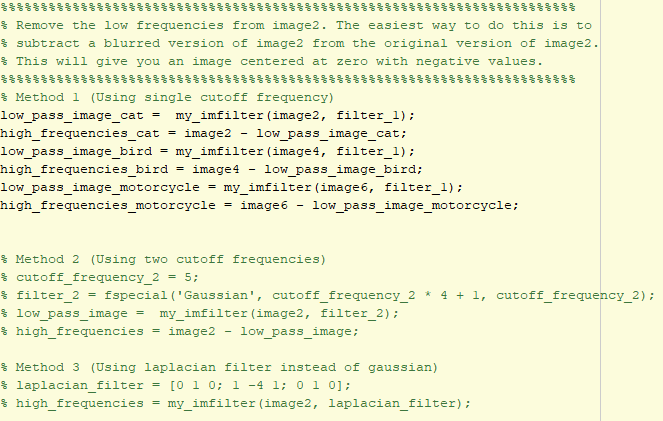 %%%%%%%%%%%%%%%%%%%%%%%%%%%%%%%%%%%%%%%%%%%%%%%%%%%%%%%%%%%%%%%%%%%%%%%%%%
% Remove the low frequencies from image2. The easiest way to do this is to
% subtract a blurred version of image2 from the original version of image2.
% This will give you an image centered at zero with negative values.
%%%%%%%%%%%%%%%%%%%%%%%%%%%%%%%%%%%%%%%%%%%%%%%%%%%%%%%%%%%%%%%%%%%%%%%%%%
% Method 1 (Using single cutoff frequency)
low_pass_image_cat =  my_imfilter(image2, filter_1);
high_frequencies_cat = image2 - low_pass_image_cat;
low_pass_image_bird = my_imfilter(image4, filter_1);
high_frequencies_bird = image4 - low_pass_image_bird;
low_pass_image_motorcycle = my_imfilter(image6, filter_1);
high_frequencies_motorcycle = image6 - low_pass_image_motorcycle;
% Method 2 (Using two cutoff frequencies)
% cutoff_frequency_2 = 5;
% filter_2 = fspecial('Gaussian', cutoff_frequency_2 * 4 + 1, cutoff_frequency_2);
% low_pass_image =  my_imfilter(image2, filter_2);
% high_frequencies = image2 - low_pass_image;
% Method 3 (Using laplacian filter instead of gaussian)
% laplacian_filter = [0 1 0; 1 -4 1; 0 1 0];
% high_frequencies = my_imfilter(image2, laplacian_filter);